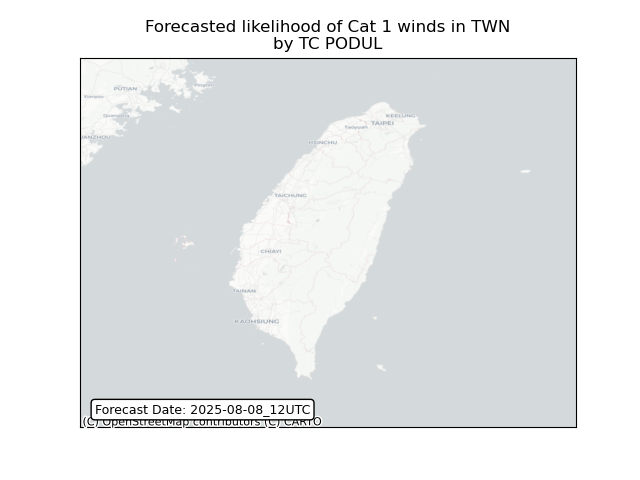 Forecasted likelihood of Cat 1 winds in TWN
by TC PODUL
PUTIAN
KEELUNG
TAIPEI
Taoyuan
HSINCHU
TAICHUNG
CHIAYI
TAINAN
KAOHSIUNG
Forecast Date: 2025-08-08_12UTC
(C) OpenStreetMap contributors (C) CARTO